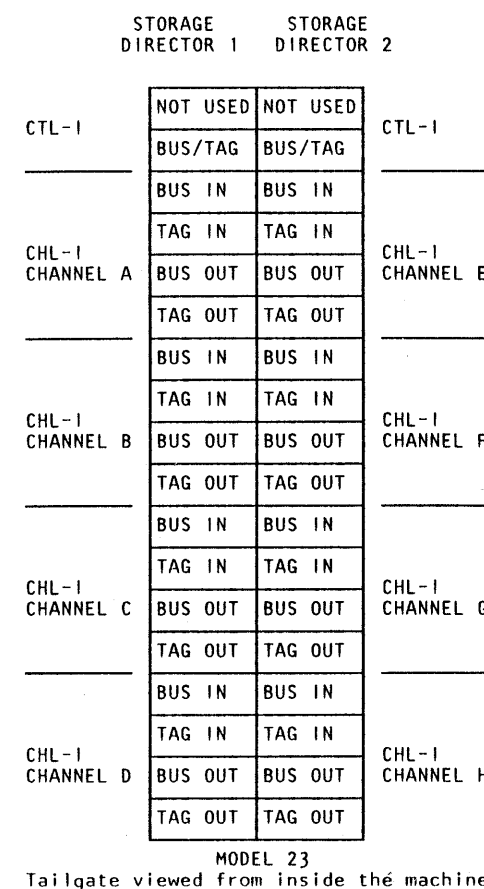 STORAGE STORAGE
DIRECTOR 1 DIRECTOR 2
NOT USED NOT USED
CTL-I CTL-I
BUS/TAG BUS/TAG
BUS IN BUS IN
TAG IN TAG IN
CHL-I CHL-I
CHANNEL A BUS OUT BUS OUT CHANNEL E
TAG OUT TAG OUT
BUS IN BUS IN
TAG IN TAG IN
CHL-I CHL-I
CHANNEL B BUS OUT BUS OUT CHANNEL F
TAG OUT TAG OUT
BUS IN BUS IN
TAG IN TAG IN
CHL-I CHL-I
CHANNEL C BUS OUT BUS OUT CHANNEL G
TAG OUT TAG OUT
BUS IN BUS IN
TAG IN TAG IN
CHL-I CHL-I
CHANNEL D BUS OUT BUS OUT CHANNEL H
TAG OUT TAG OUT
MODEL 23
Tailgate viewed from inside the machine